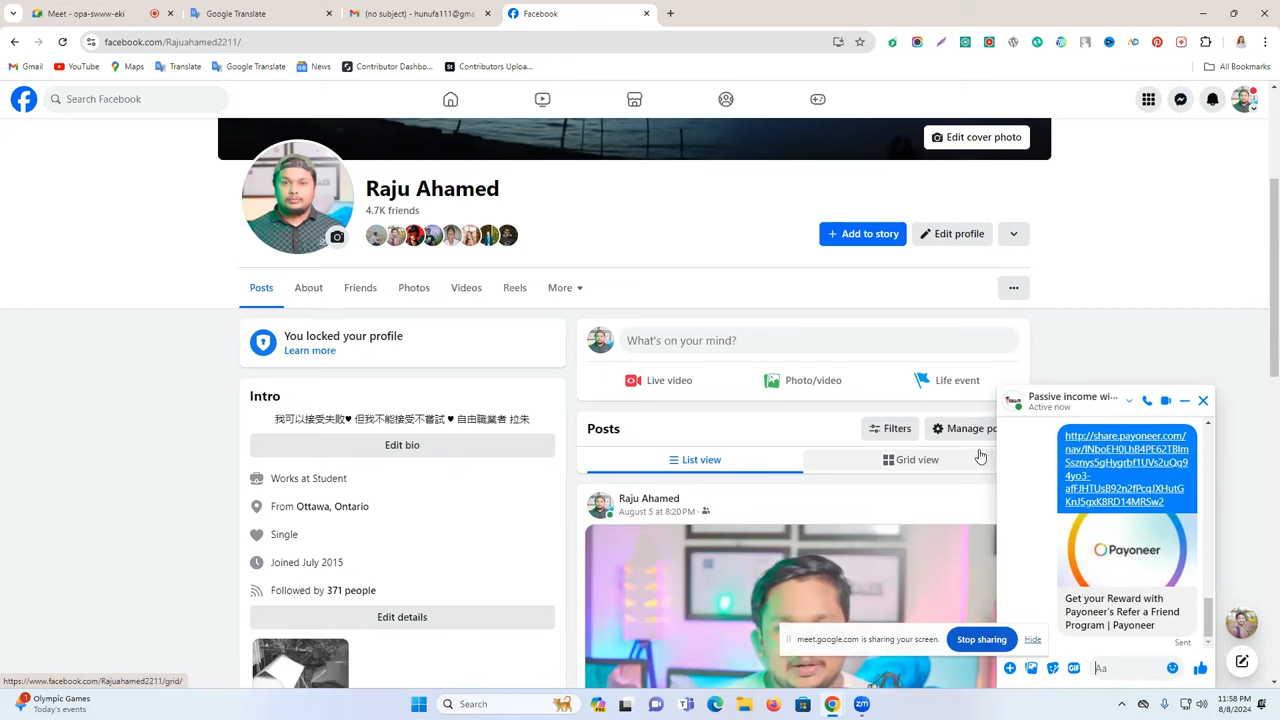 Meet - opa-www-eki
Google Translate
(no subject) - hunufa111@gma
Facebook
facebook.com/Rajuahamed2211/
Gmail
YouTube
Maps
Translate
Google Translate
News
Contributor Dashbo...
Contributors Uploa...
All Bookmarks
Search Facebook
Edit cover photo
Raju Ahamed
4.7K friends
+ Add to story
Edit profile
Posts
About
Friends
Photos
Videos
Reels
More
You locked your profile
Learn more
What's on your mind?
Live video
Photo/video
Life event
Intro
我可以接受失敗♥ 但我不能接受不嘗試 ♥ 自由職業者 拉朱
Edit bio
Works at Student
From Ottawa, Ontario
Single
Joined July 2015
Followed by 371 people
Edit details
Posts
Filters
Manage po
List view
Grid view
Raju Ahamed
August 5 at 8:20 PM
Passive income wi...
Active now
http://share.payoneer.com/
Payoneer
Get your Reward with
Payoneer's Refer a Friend
Program | Payoneer
Sent
Aa
GIF
meet.google.com is sharing your screen.
Stop sharing
Hide
https://www.facebook.com/Rajuahamed2211/grid/
Olympic Games
Today's events
Search
11:58 PM
8/8/2024